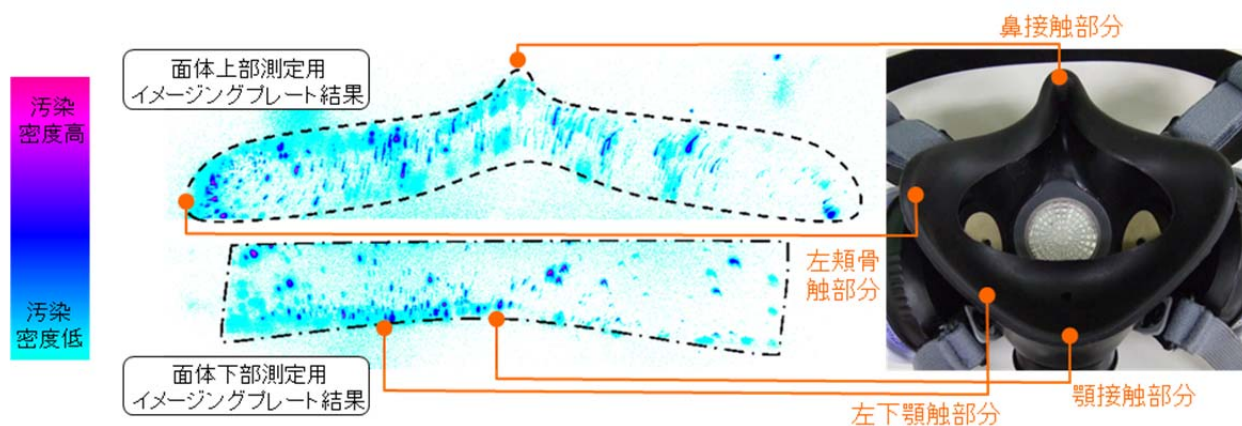 鼻接触部分
面体上部測定用
イメージングプレート結果
汚染
密度高
左頬骨
触部分
汚染
密度低
面体下部測定用
イメージングプレート結果
左下顎触部分
顎接触部分